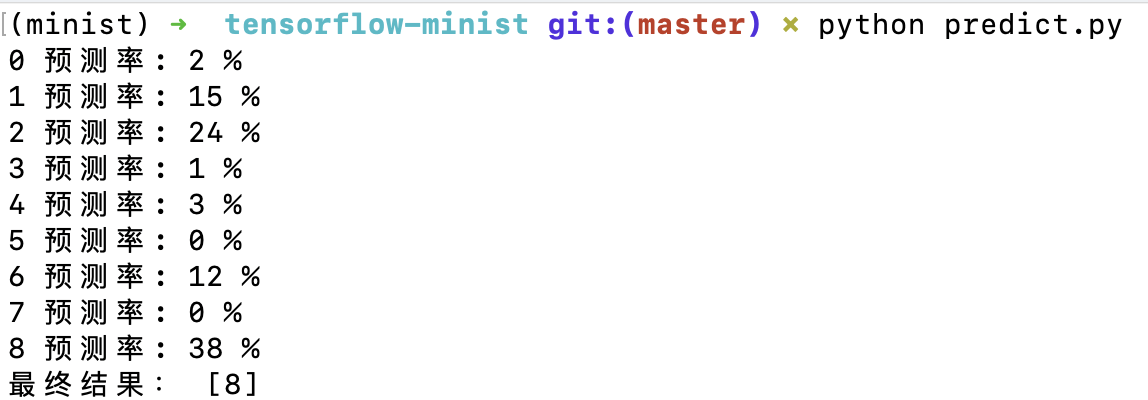 (minist) ➜  tensorflow-minist git:(master) ✗ python predict.py
0 预测率: 2 %
1 预测率: 15 %
2 预测率: 24 %
3 预测率: 1 %
4 预测率: 3 %
5 预测率: 0 %
6 预测率: 12 %
7 预测率: 0 %
8 预测率: 38 %
最终结果:  [8]